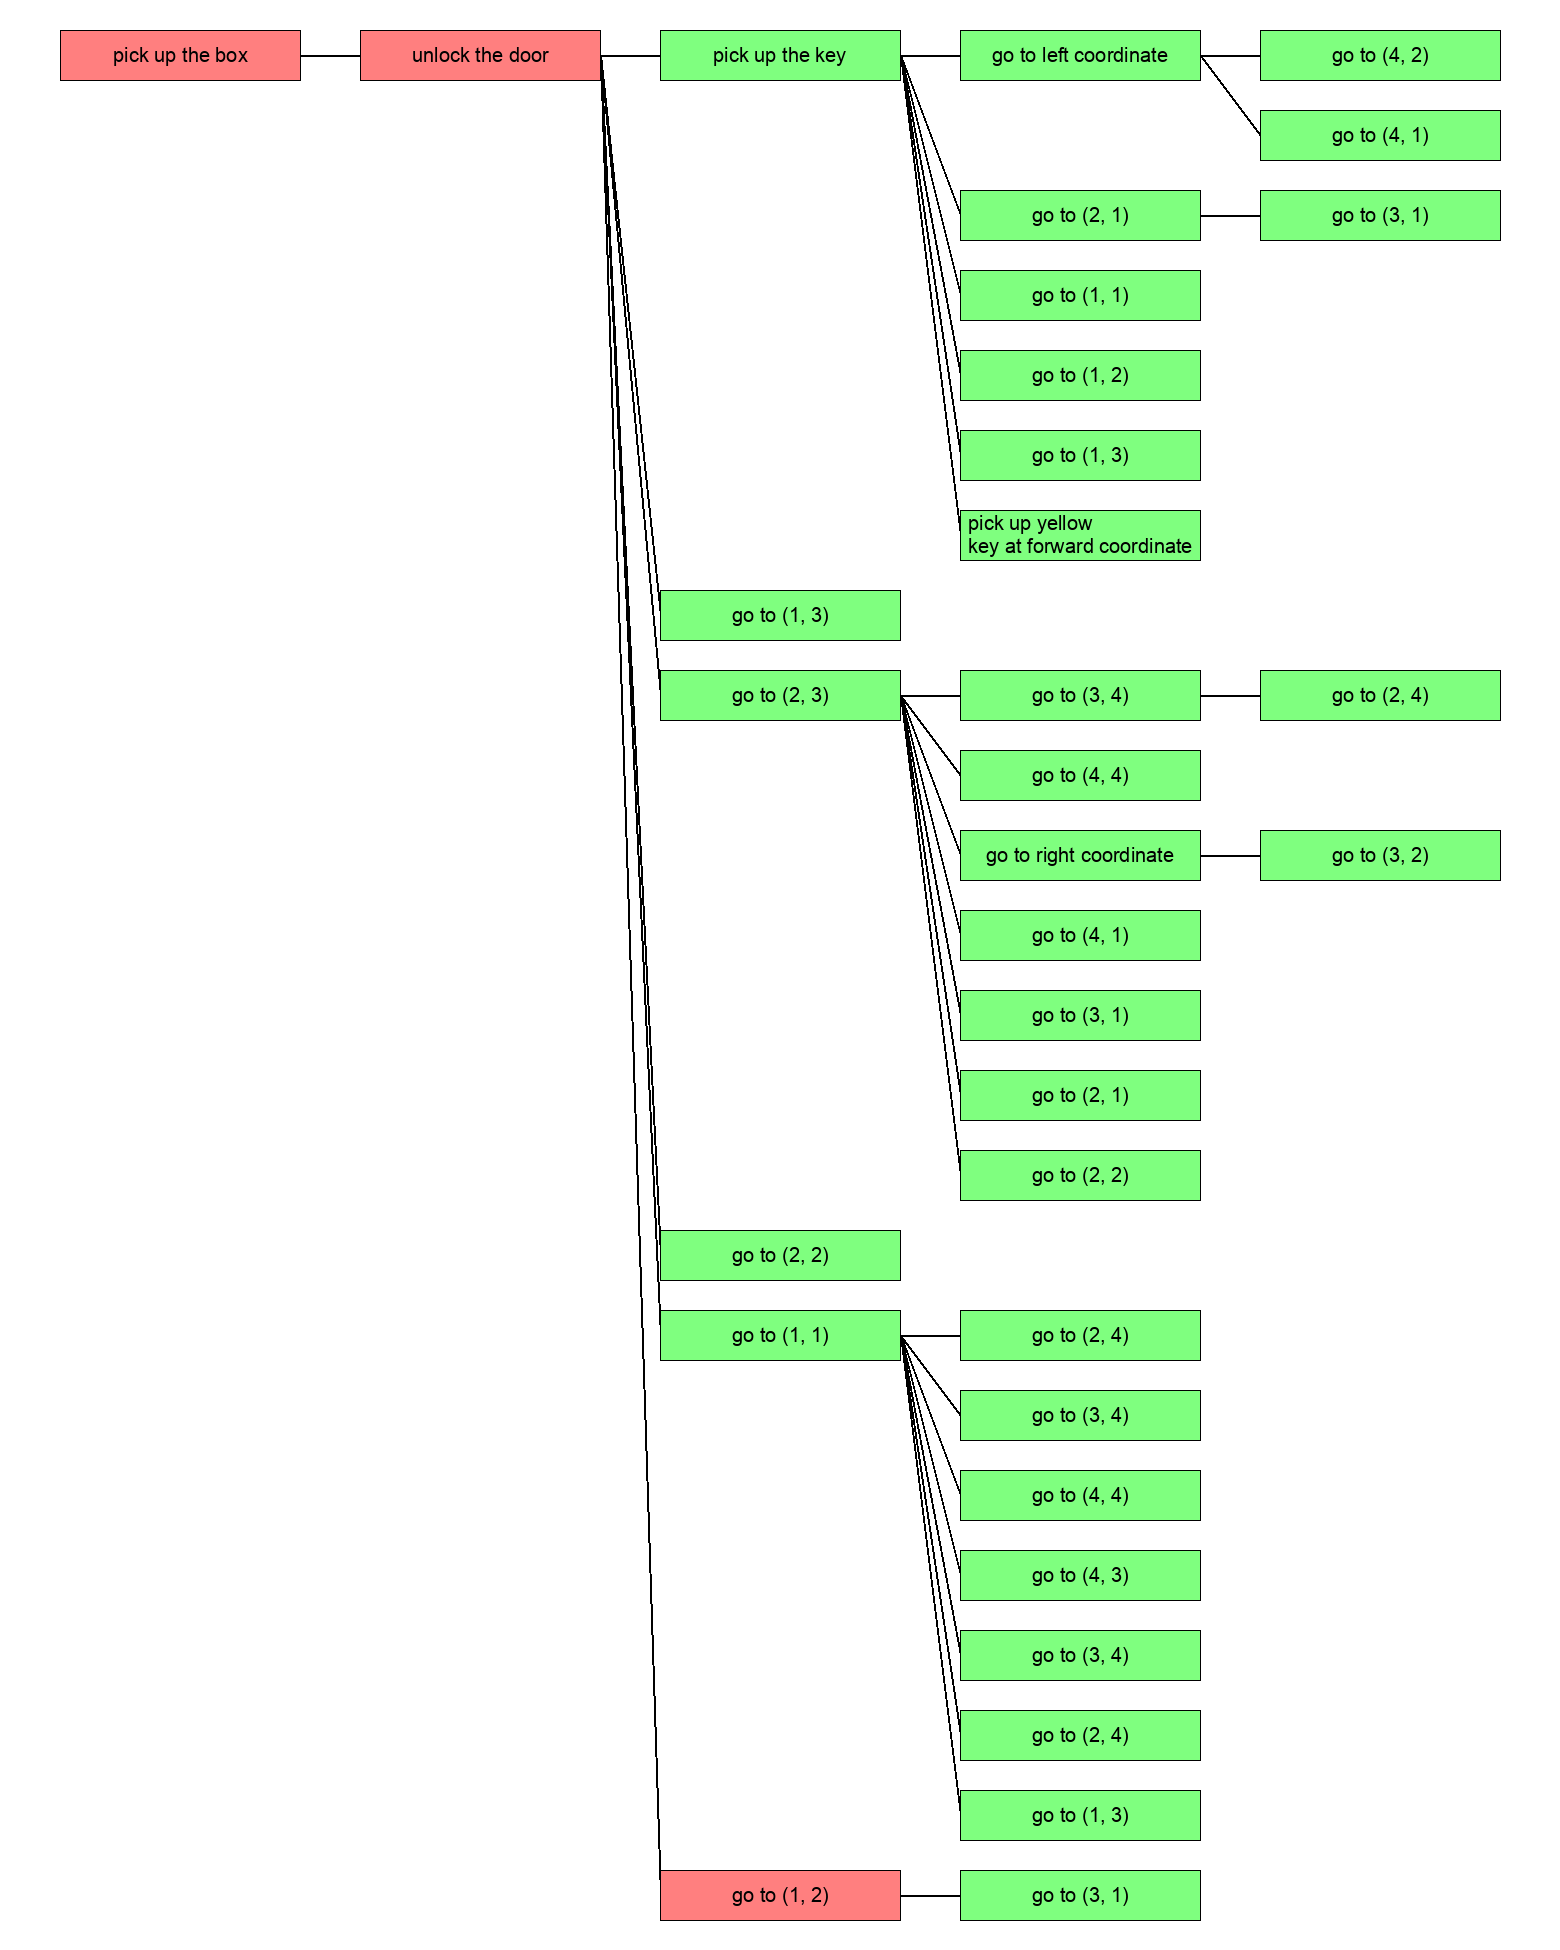 pick up the box
unlock the door
pick up the key
go to left coordinate
go to (4, 2)
go to (4, 1)
go to (2, 1)
go to (3, 1)
go to (1, 1)
go to (1, 2)
go to (1, 3)
pick up yellow
key at forward coordinate
go to (1, 3)
go to (2, 3)
go to (3, 4)
go to (2, 4)
go to (4, 4)
go to right coordinate
go to (3, 2)
go to (4, 1)
go to (3, 1)
go to (2, 1)
go to (2, 2)
go to (2, 2)
go to (1, 1)
go to (2, 4)
go to (3, 4)
go to (4, 4)
go to (4, 3)
go to (3, 4)
go to (2, 4)
go to (1, 3)
go to (1, 2)
go to (3, 1)